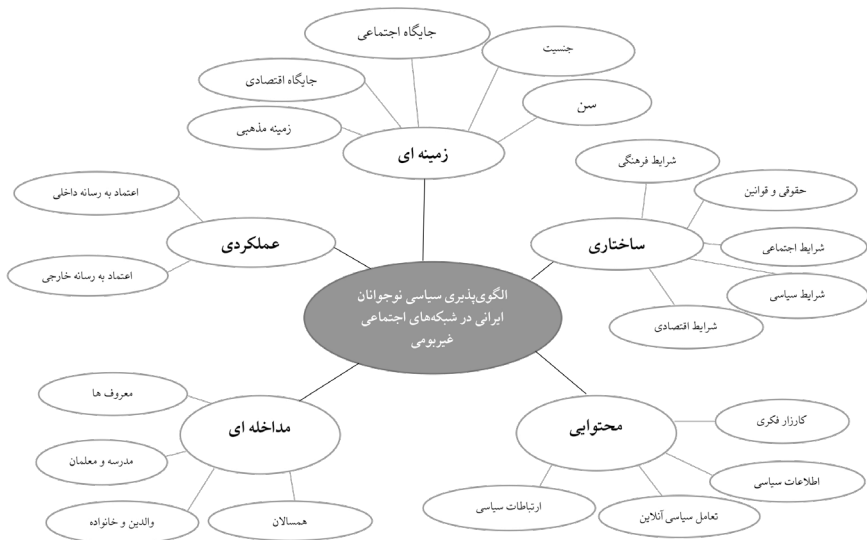 جایگاه اجتماعی
جنسیت
جایگاه اقتصادی
سن
زمینه مذهبی
زمینه ای
شرایط فرهنگی
حقوقی و قوانین
ساختاری
شرایط اجتماعی
شرایط سیاسی
شرایط اقتصادی
اعتماد به رسانه داخلی
عملکردی
اعتماد به رسانه خارجی
الگوی‌پذیری سیاسی نوجوانان
ایرانی در شبکه‌های اجتماعی
غیربومی
معروف ها
مداخله ای
مدرسه و معلمان
والدین و خانواده
همسالان
محتوایی
کارزار فکری
اطلاعات سیاسی
تعامل سیاسی آنلاین
ارتباطات سیاسی